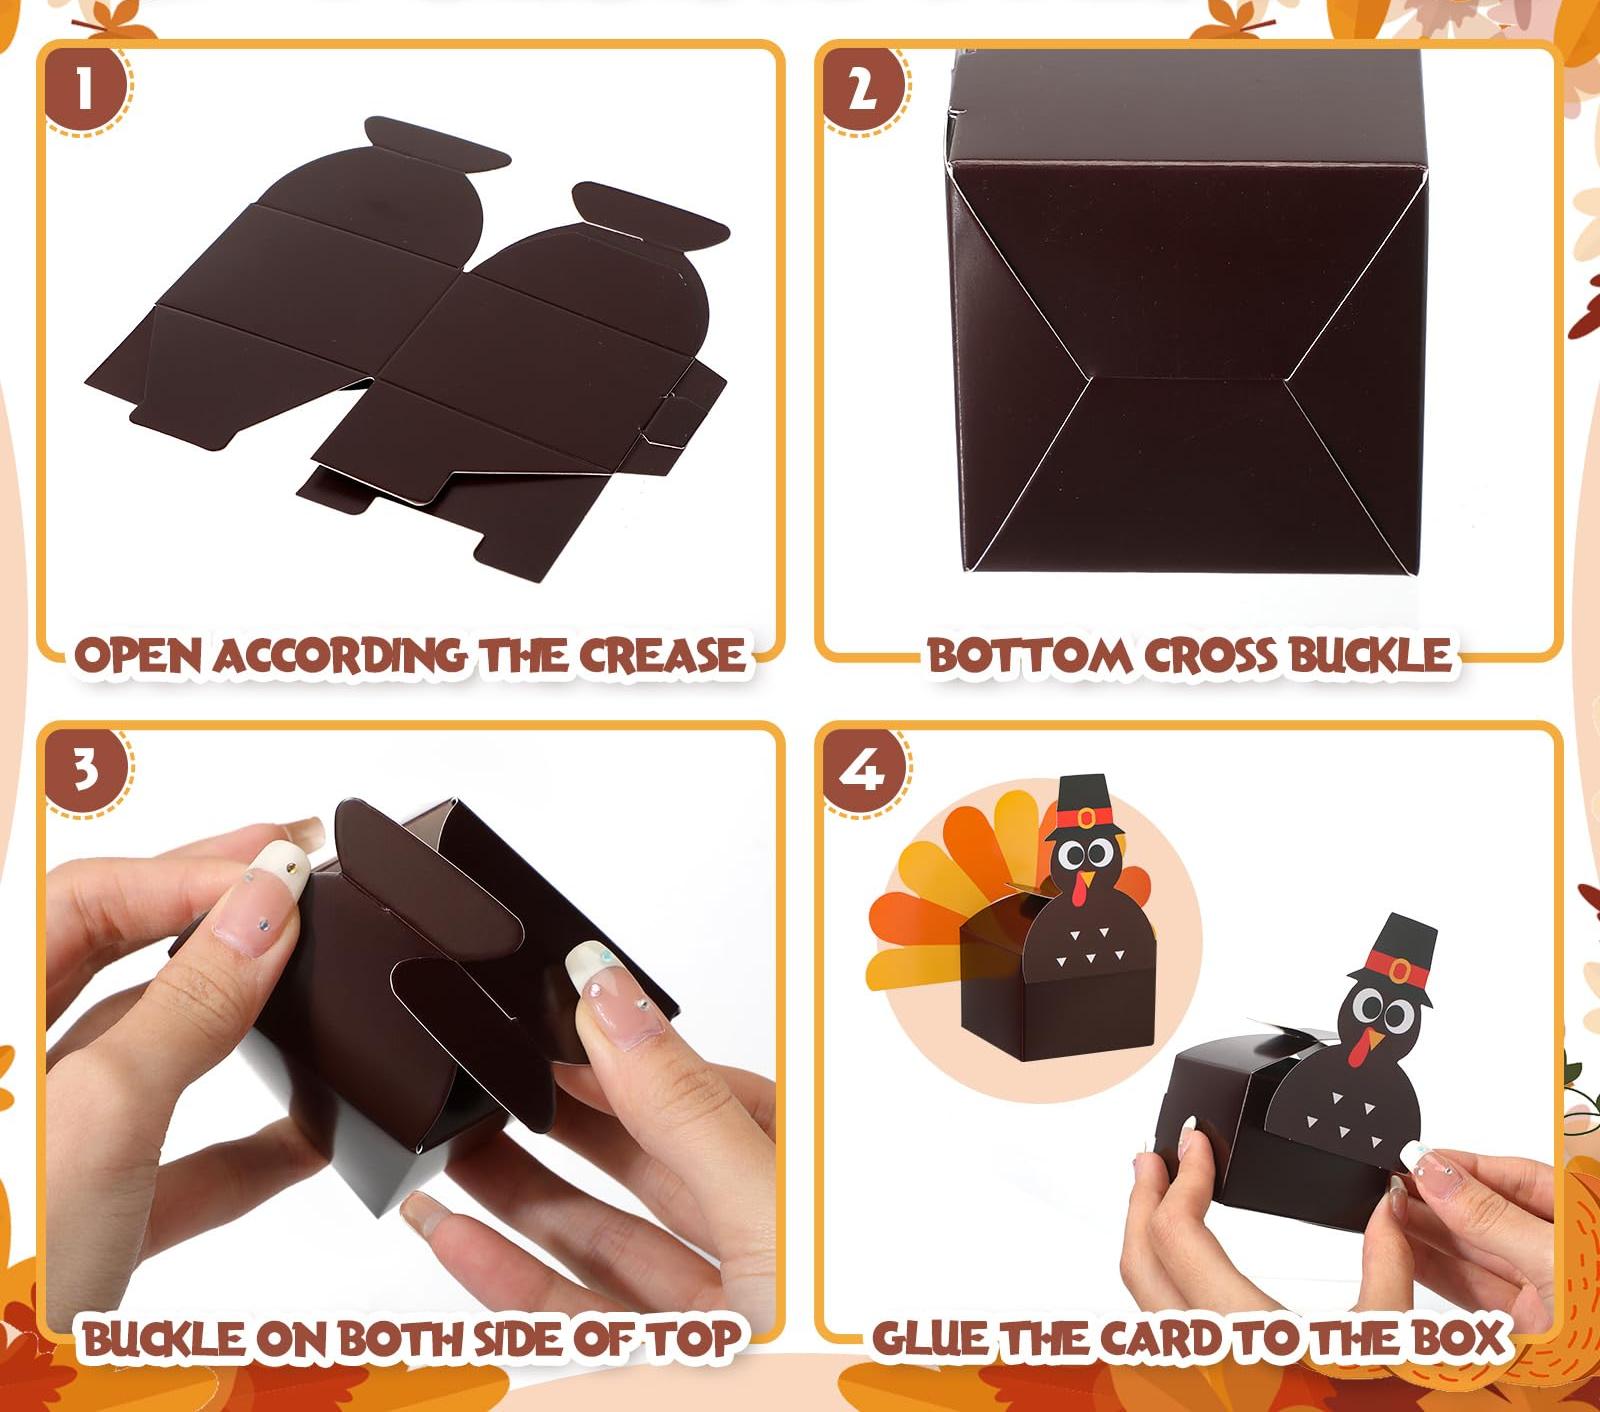 1
OPEN ACCORDING THE CREASE
2
BOTTOM CROSS BUCKLE
3
BUCKLE ON BOTH SIDE OF TOP
4
GLUE THE CARD TO THE BOX